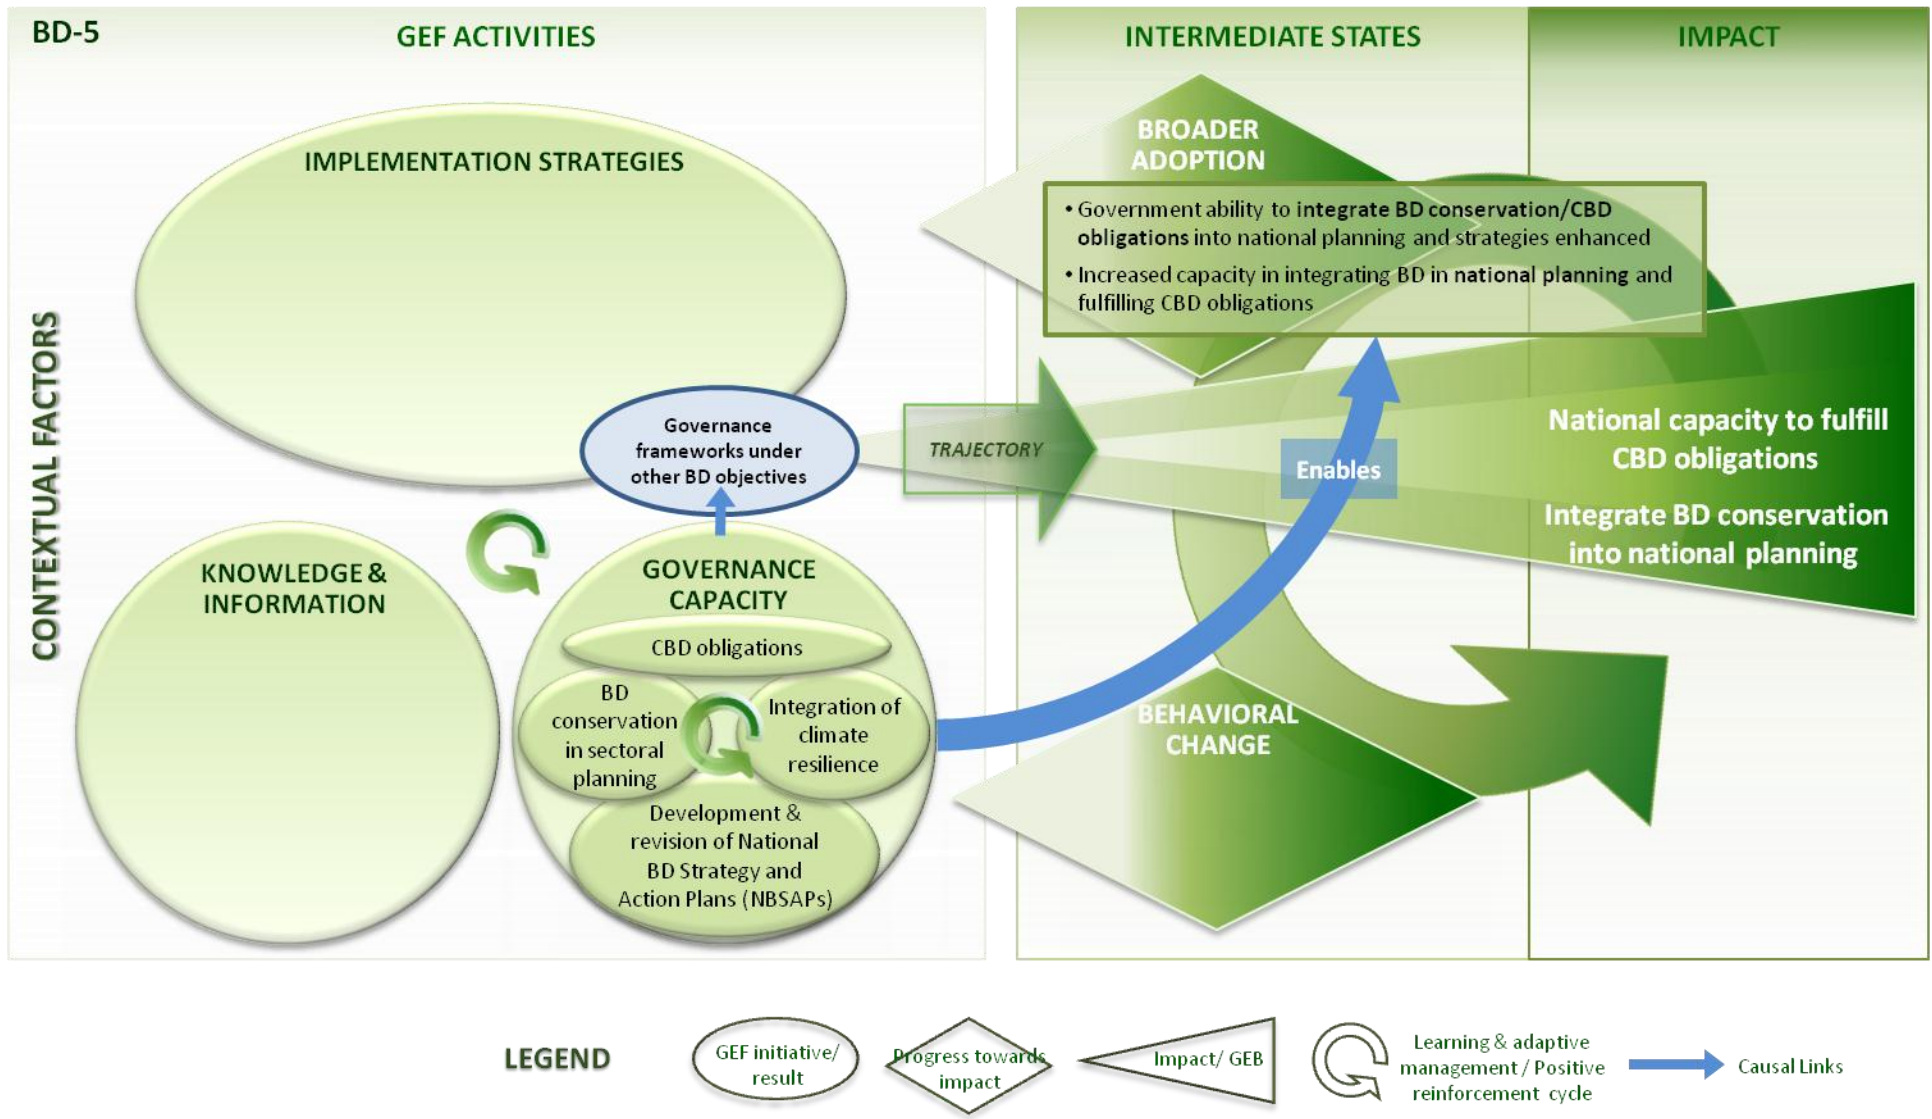 BD-5
GEF ACTIVITIES
INTERMEDIATE STATES
IMPACT
CONTEXTUAL FACTORS
IMPLEMENTATION STRATEGIES
BROADER
ADOPTION
• Government ability to integrate BD conservation/CBD
obligations into national planning and strategies enhanced
• Increased capacity in integrating BD in national planning and
fulfilling CBD obligations
Governance
frameworks under
other BD objectives
TRAJECTORY
Enables
National capacity to fulfill
CBD obligations
Integrate BD conservation
into national planning
KNOWLEDGE &
INFORMATION
GOVERNANCE
CAPACITY
CBD obligations
BD
conservation
in sectoral
planning
Integration of
climate
resilience
Development &
revision of National
BD Strategy and
Action Plans (NBSAPs)
BEHAVIORAL
CHANGE
LEGEND
GEF initiative/
result
Progress towards
impact
Impact/ GEB
Learning & adaptive
management / Positive
reinforcement cycle
Causal Links